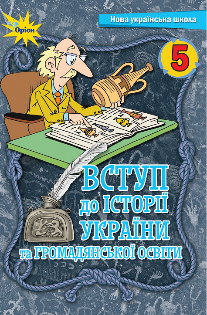 Нова українська школа
Оріон
5
ВСТУП
ДО ІСТОРІЇ
УКРАЇНИ
ТА ГРОМАДЯНСЬКОЇ ОСВІТИ